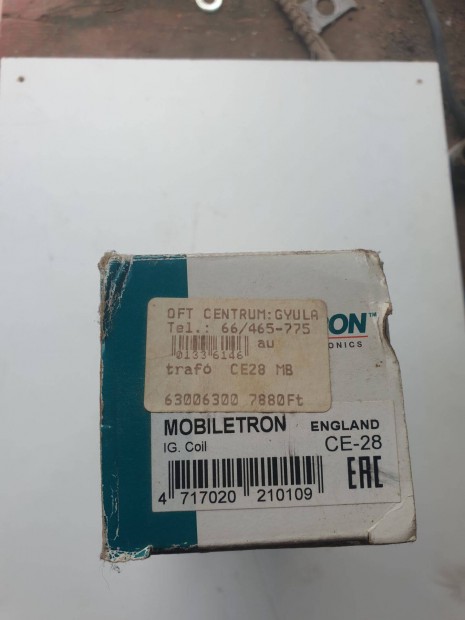 OFT CENTRUM:GYULA
Tel.: 66/465-775
au
0133 6146
trafó CE28 MB
63006300 7880Ft
RON™
ONICS
MOBILETRON ENGLAND
IG. Coil CE-28
4 717020 210109 EAC